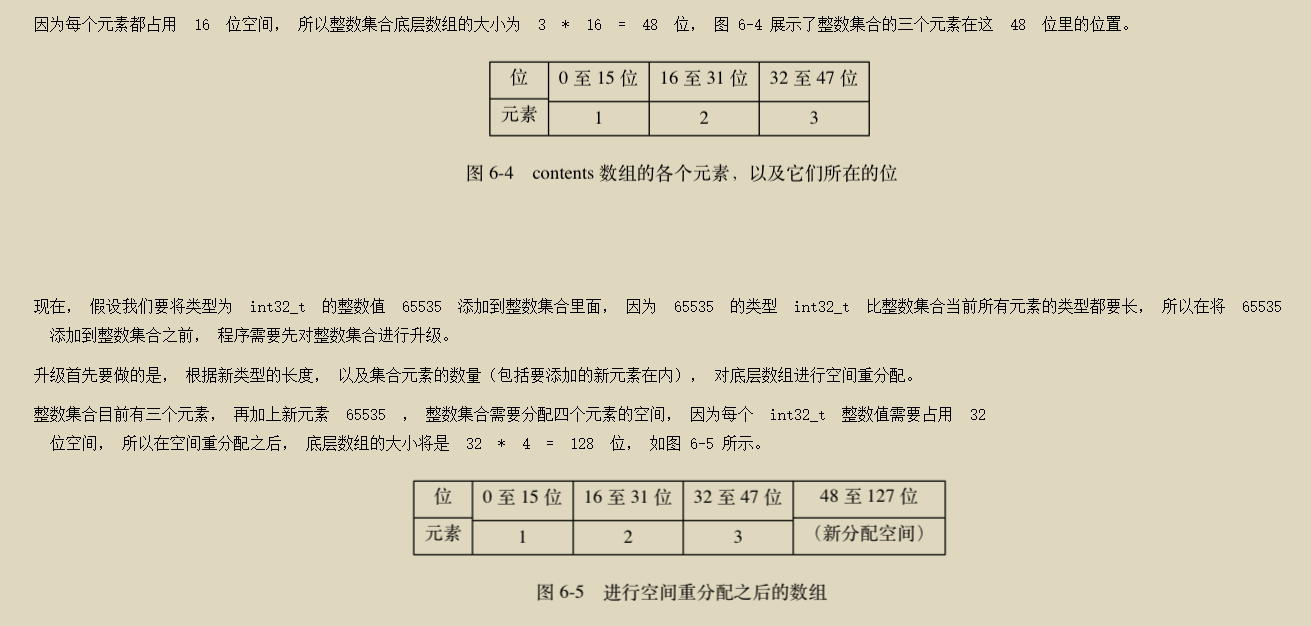 因为每个元素都占用 16 位空间， 所以整数集合底层数组的大小为 3 * 16 = 48 位， 图 6-4 展示了整数集合的三个元素在这 48 位里的位置。
位 0 至 15 位 16 至 31 位 32 至 47 位
元素 1 2 3
图 6-4 contents 数组的各个元素，以及它们所在的位
现在， 假设我们要将类型为 int32_t 的整数值 65535 添加到整数集合里面， 因为 65535 的类型 int32_t 比整数集合当前所有元素的类型都要长， 所以在将 65535
添加到整数集合之前， 程序需要先对整数集合进行升级。
升级首先要做的是， 根据新类型的长度， 以及集合元素的数量（包括要添加的新元素在内）， 对底层数组进行空间重分配。
整数集合目前有三个元素， 再加上新元素 65535 ， 整数集合需要分配四个元素的空间， 因为每个 int32_t 整数值需要占用 32
位空间， 所以在空间重分配之后， 底层数组的大小将是 32 * 4 = 128 位， 如图 6-5 所示。
位 0 至 15 位 16 至 31 位 32 至 47 位 48 至 127 位
元素 1 2 3 （新分配空间）
图 6-5 进行空间重分配之后的数组